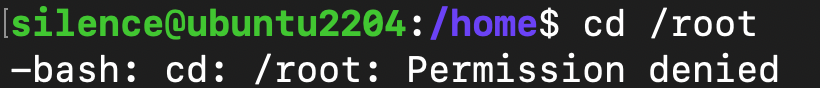 [silence@ubuntu2204:/home$ cd /root
-bash: cd: /root: Permission denied